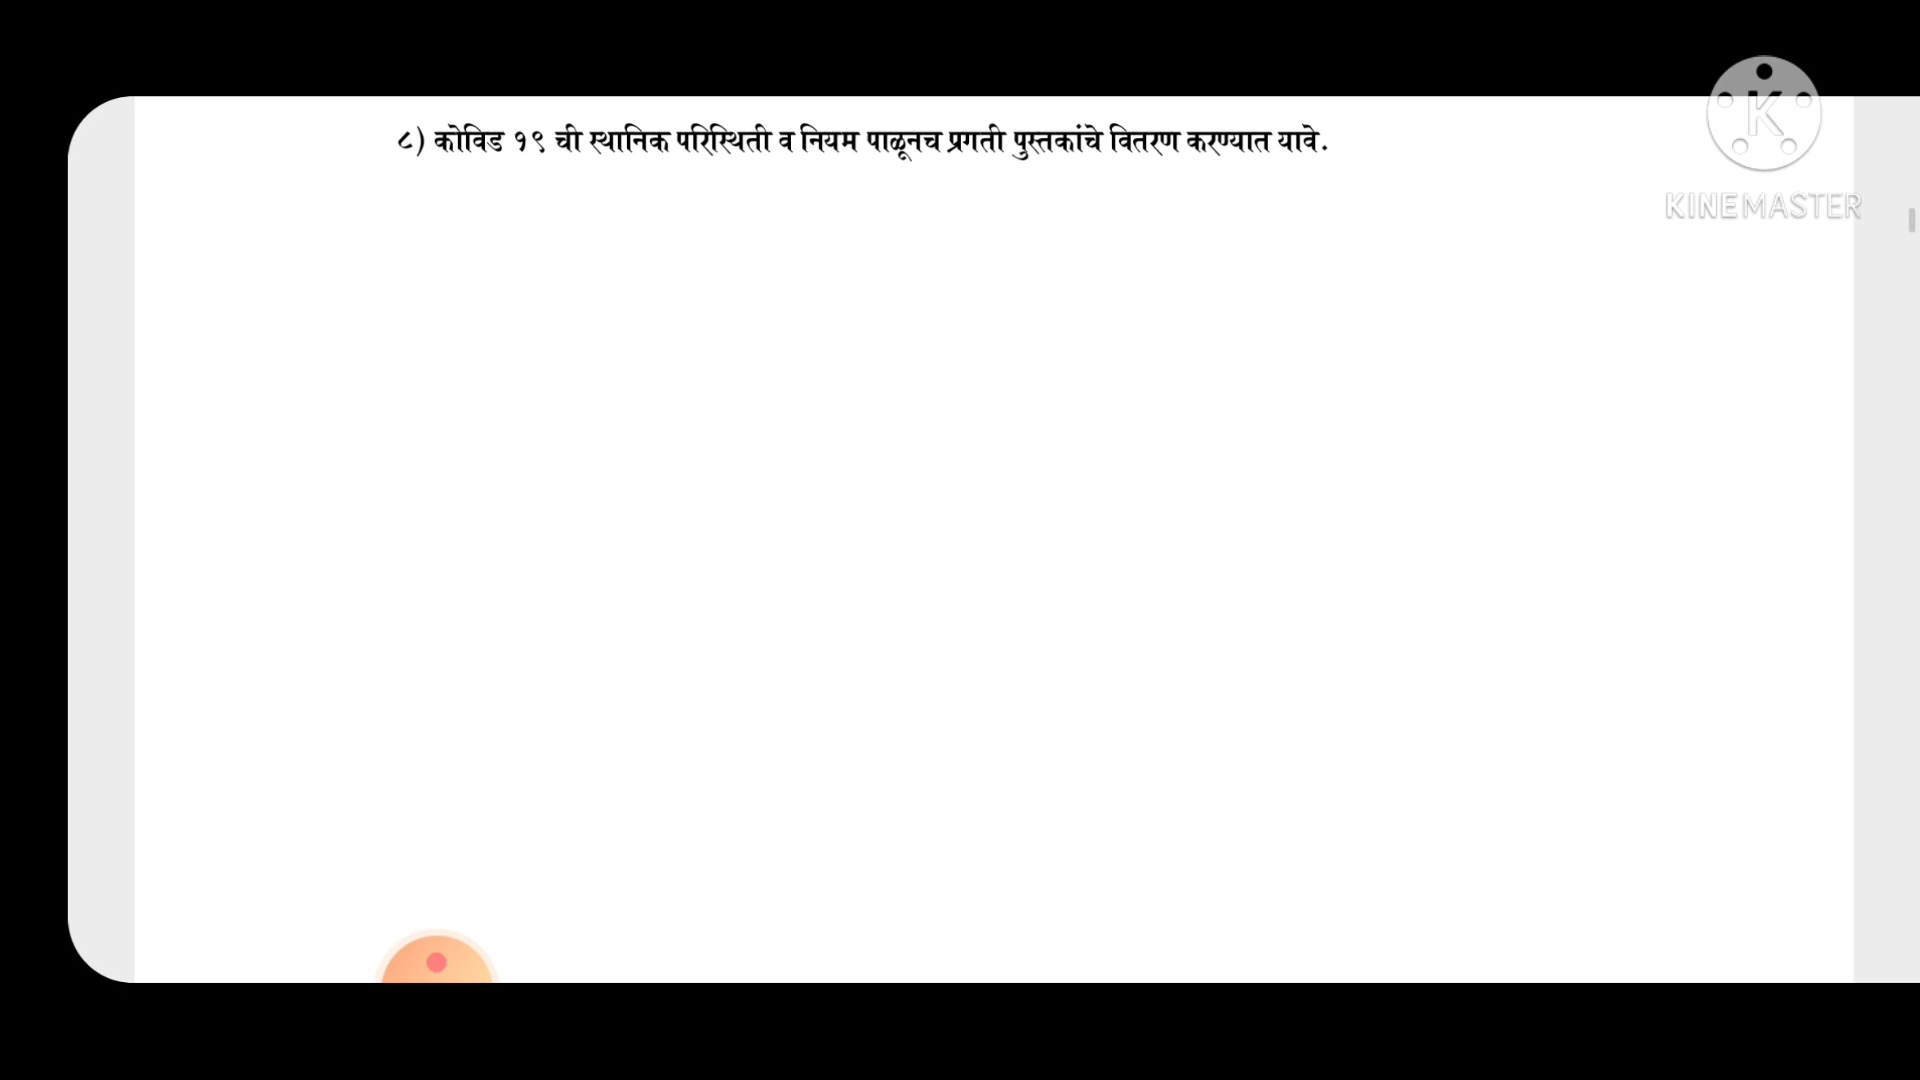 ८) कोविड १९ ची स्थानिक परिस्थिती व नियम पाळूनच प्रगती पुस्तकांचे वितरण करण्यात यावे.
K
KINEMASTER